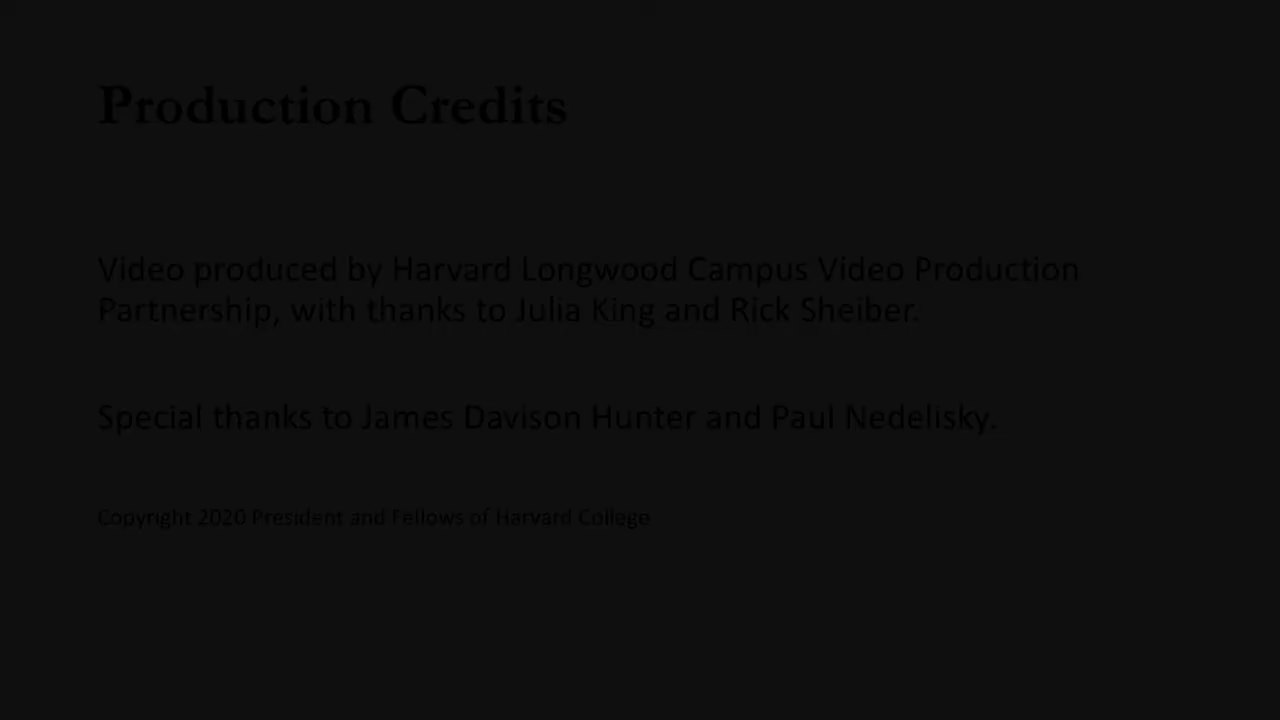 Production Credits
Video produced by Harvard Longwood Campus Video Production
Partnership, with thanks to Julia King and Rick Sheiber.
Special thanks to James Davison Hunter and Paul Nedelisky.
Copyright 2020 President and Fellows of Harvard College